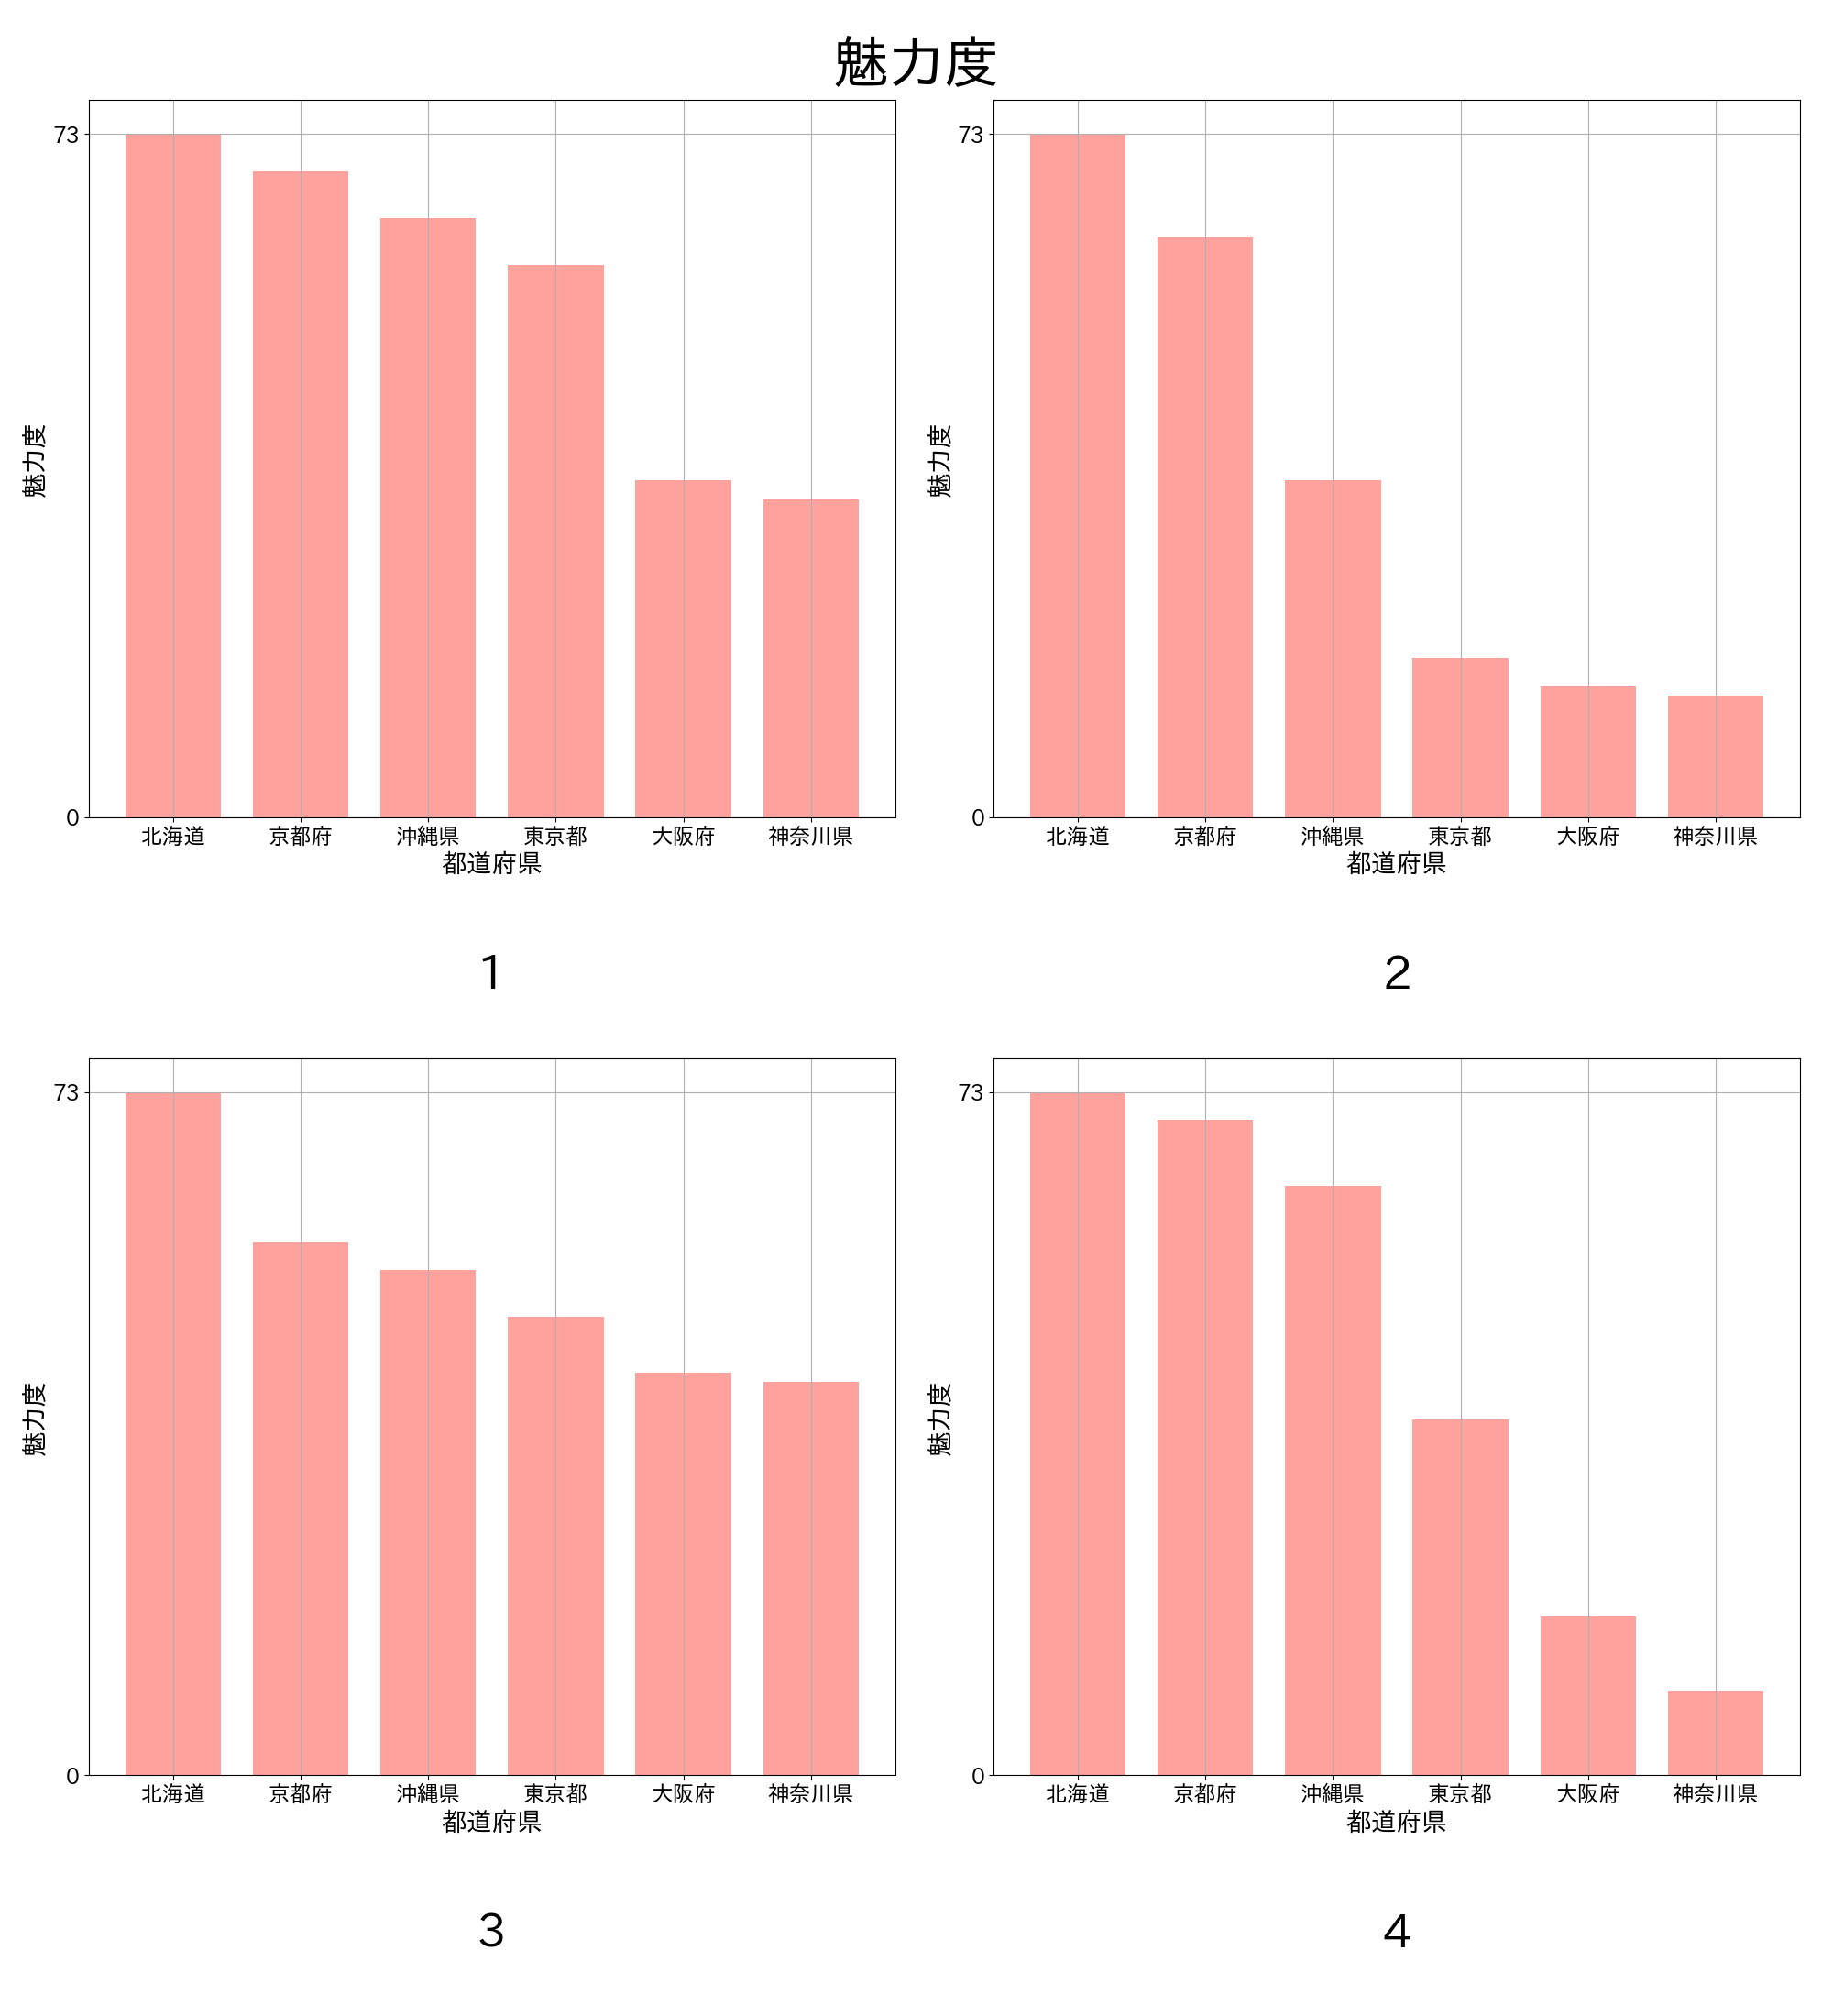 魅力度
魅力度
73
0
北海道 京都府 沖縄県 東京都 大阪府 神奈川県
都道府県
1
魅力度
73
0
北海道 京都府 沖縄県 東京都 大阪府 神奈川県
都道府県
2
魅力度
73
0
北海道 京都府 沖縄県 東京都 大阪府 神奈川県
都道府県
3
魅力度
73
0
北海道 京都府 沖縄県 東京都 大阪府 神奈川県
都道府県
4